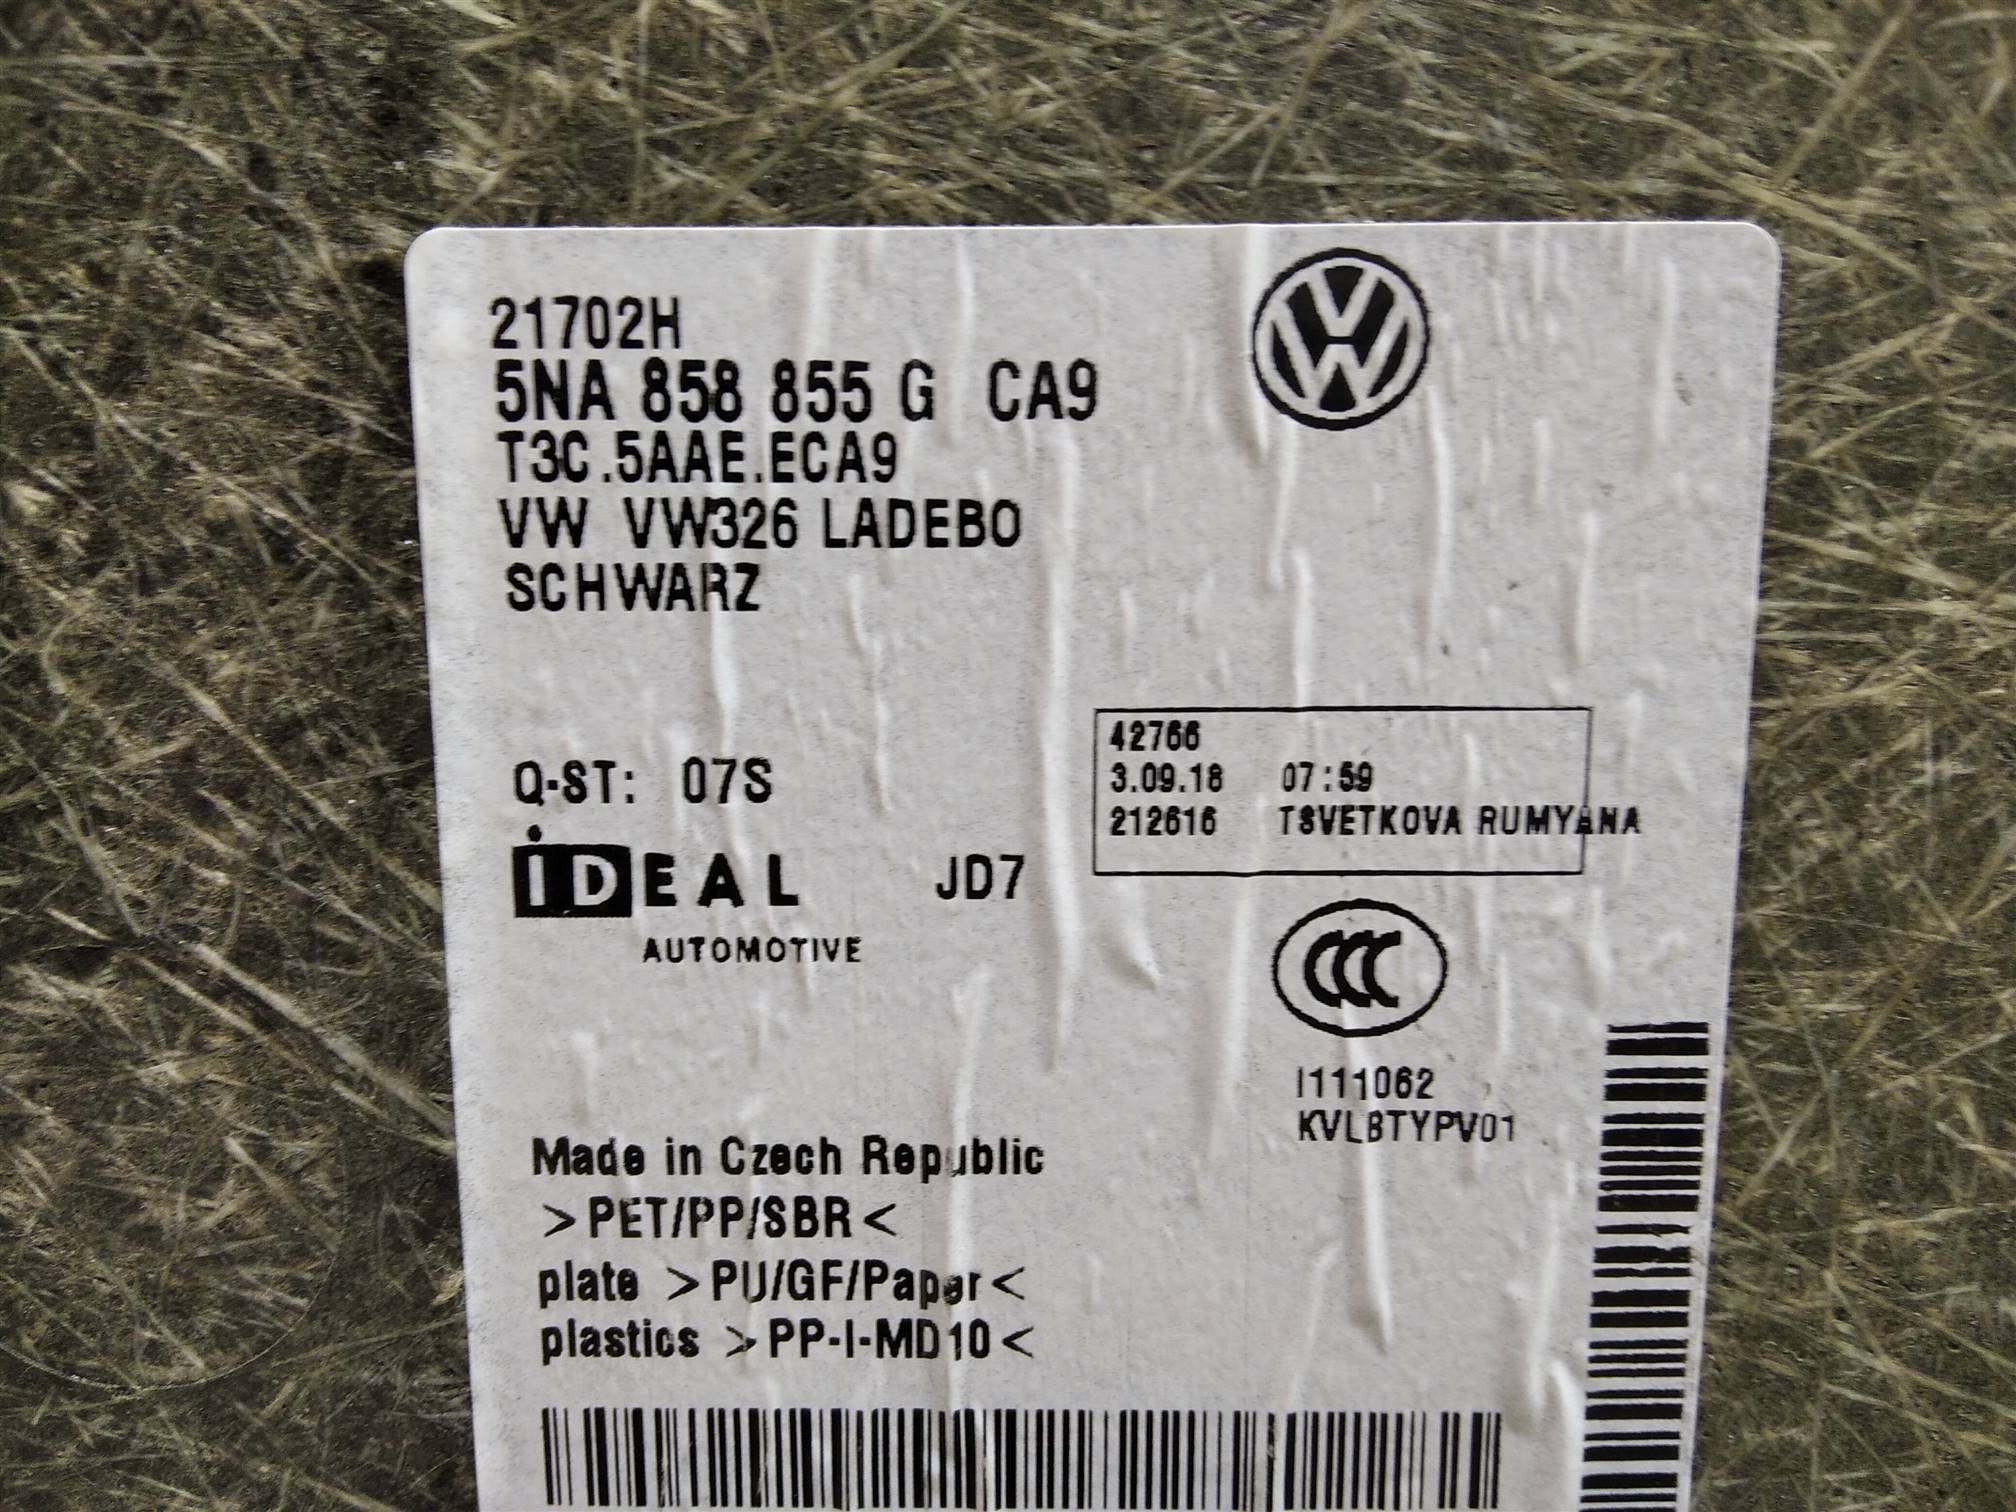 21702H
5NA 858 855 G CA9
T3C.5AAE.ECA9
VW VW326 LADEBO
SCHWARZ
Q-ST: 07S
42766
3.09.18 07:59
212616 TSVETKOVA RUMYANA
iDEAL JD7
AUTOMOTIVE
CCC
I111062
KVLBTYPV01
Made in Czech Republic
>PET/PP/SBR<
plate >PU/GF/Paper<
plastics >PP-I-MD10<